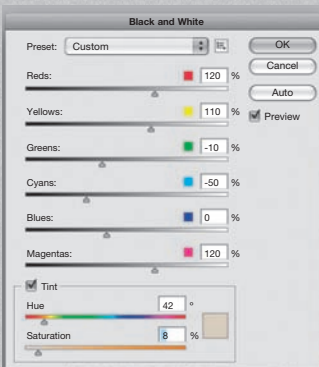 Black and White
Preset: Custom OK
Cancel
Reds: 120 %
Auto
Yellows: 110 % Preview
Greens: -10 %
Cyans: -50 %
Blues: 0 %
Magentas: 120 %
Tint
Hue 42 °
Saturation 8 %